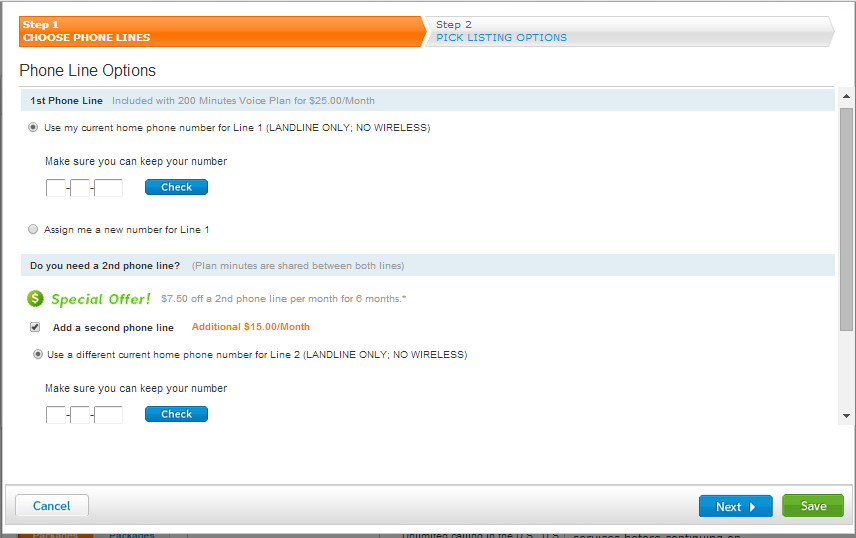 Step 1
CHOOSE PHONE LINES
Step 2
PICK LISTING OPTIONS
Phone Line Options
1st Phone Line Included with 200 Minutes Voice Plan for $25.00/Month
Use my current home phone number for Line 1 (LANDLINE ONLY; NO WIRELESS)
Make sure you can keep your number
- - Check
Assign me a new number for Line 1
Do you need a 2nd phone line? (Plan minutes are shared between both lines)
$ Special Offer! $7.50 off a 2nd phone line per month for 6 months.*
Add a second phone line Additional $15.00/Month
Use a different current home phone number for Line 2 (LANDLINE ONLY; NO WIRELESS)
Make sure you can keep your number
- - Check
Cancel Next Save
Packages Packages Unlimited calling in the U.S., U.S. services before continuing on